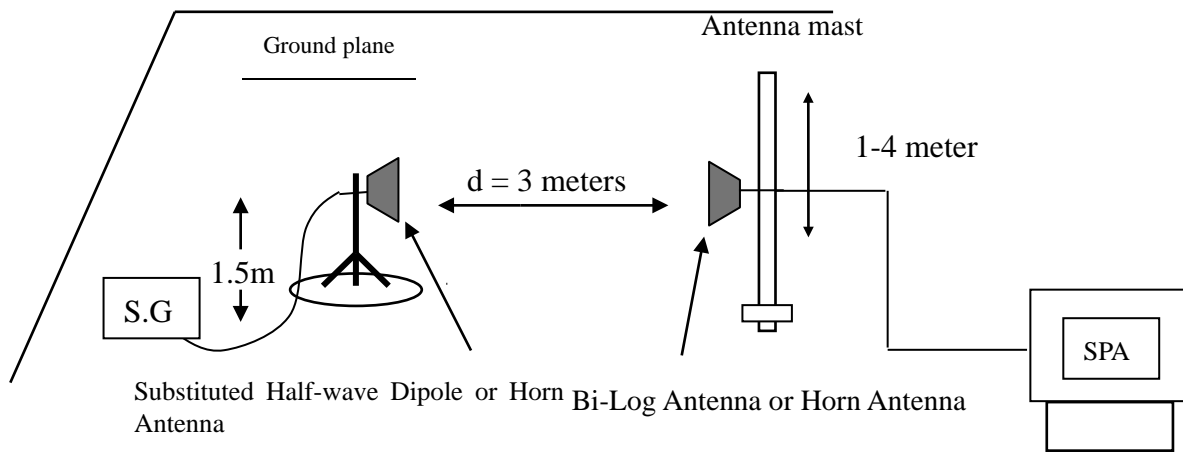 Antenna mast
Ground plane
1-4 meter
d = 3 meters
1.5m
S.G
SPA
Substituted Half-wave Dipole or Horn
Antenna
Bi-Log Antenna or Horn Antenna